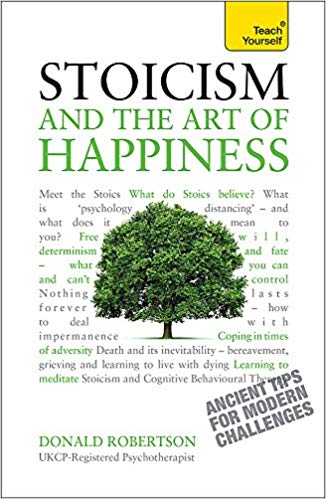 Teach
Yourself
STOICISM
AND THE ART OF
HAPPINESS
Meet the Stoics What do Stoics believe? What
is 'psychology distancing' – and
what does it mean to
you? Free will,
determinism and fate
– what you can
and can't control
Nothing lasts
forever – how
to deal with
impermanence Coping in times
of adversity Death and its inevitability – bereavement,
grieving and learning to live with dying Learning to
meditate Stoicism and Cognitive Behavioural
ANCIENT TIPS
FOR MODERN
CHALLENGES
DONALD ROBERTSON
UKCP-Registered Psychotherapist